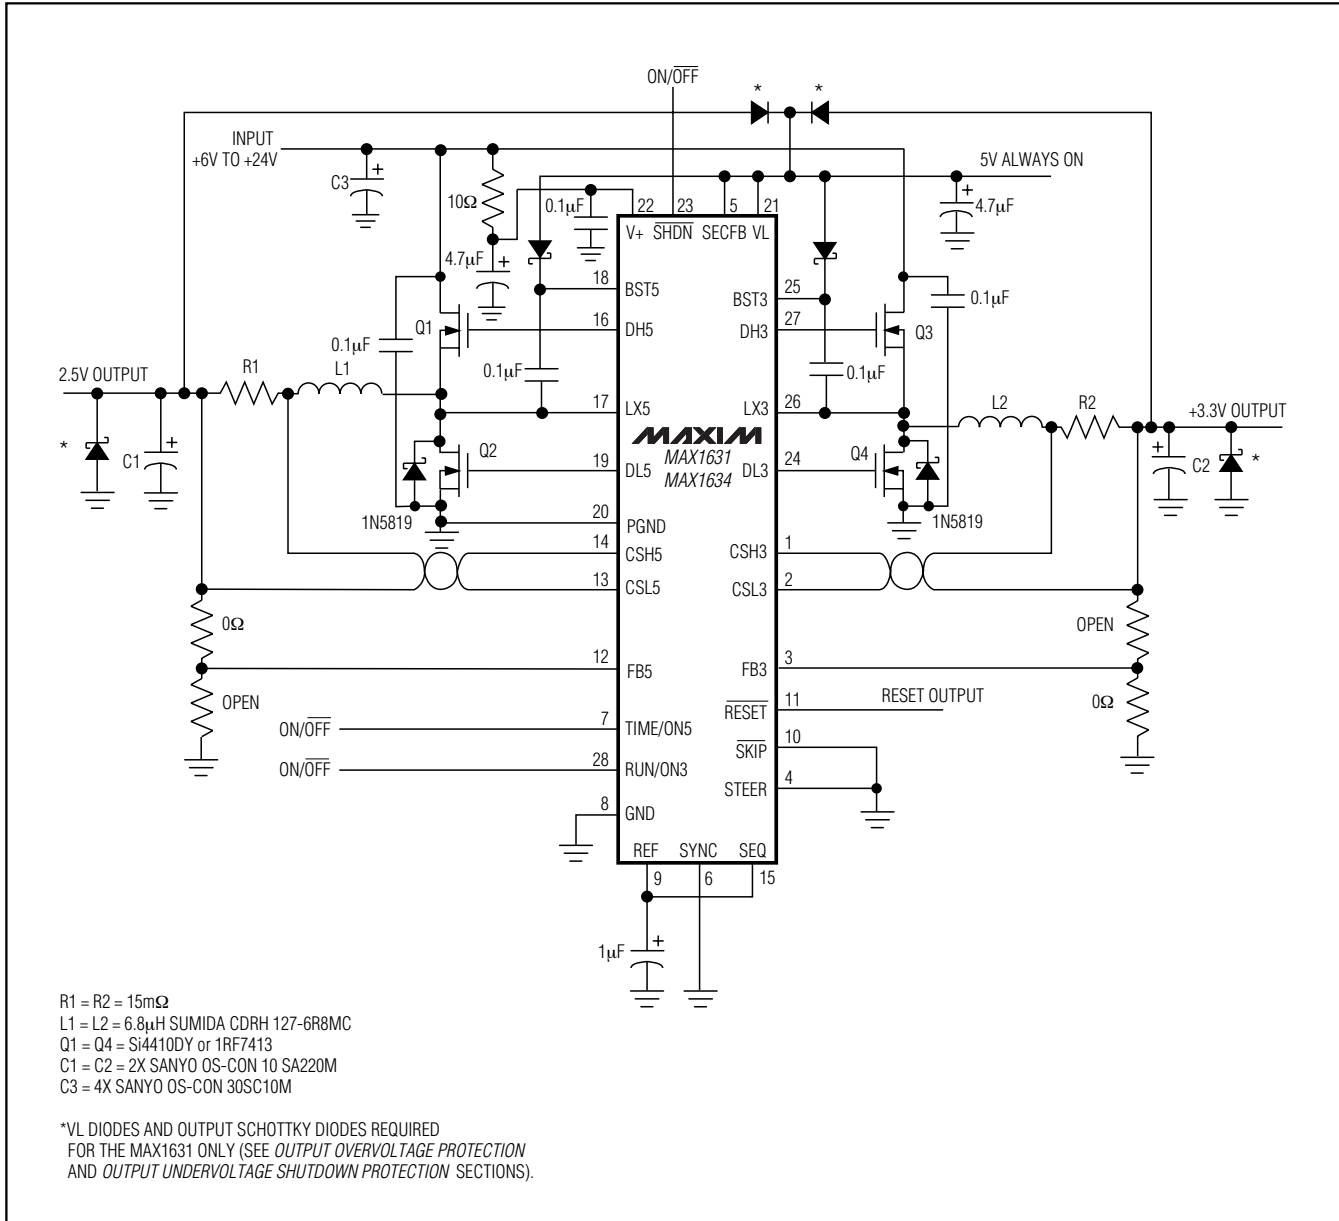 ON/OFF
*
*
INPUT
+6V TO +24V
5V ALWAYS ON
C3
+
10Ω
0.1μF
22
23
5
21
+
4.7μF
V+
SHDN
SECFB
VL
4.7μF
+
18
BST5
BST3
25
0.1μF
Q1
16
DH5
DH3
27
Q3
0.1μF
2.5V OUTPUT
R1
L1
0.1μF
0.1μF
17
LX5
LX3
26
L2
R2
+3.3V OUTPUT
MAXIM
MAX1631
MAX1634
*
C1
+
Q2
19
DL5
DL3
24
Q4
+
C2
*
1N5819
20
PGND
1N5819
14
CSH5
CSH3
1
13
CSL5
CSL3
2
0Ω
OPEN
12
FB5
FB3
3
OPEN
RESET
11
RESET OUTPUT
0Ω
ON/OFF
7
TIME/ON5
SKIP
10
ON/OFF
28
RUN/ON3
STEER
4
8
GND
REF
SYNC
SEQ
9
6
15
1μF
+
R1 = R2 = 15mΩ
L1 = L2 = 6.8μH SUMIDA CDRH 127-6R8MC
Q1 = Q4 = Si4410DY or 1RF7413
C1 = C2 = 2X SANYO OS-CON 10 SA220M
C3 = 4X SANYO OS-CON 30SC10M
*VL DIODES AND OUTPUT SCHOTTKY DIODES REQUIRED
FOR THE MAX1631 ONLY (SEE OUTPUT OVERVOLTAGE PROTECTION
AND OUTPUT UNDERVOLTAGE SHUTDOWN PROTECTION SECTIONS).